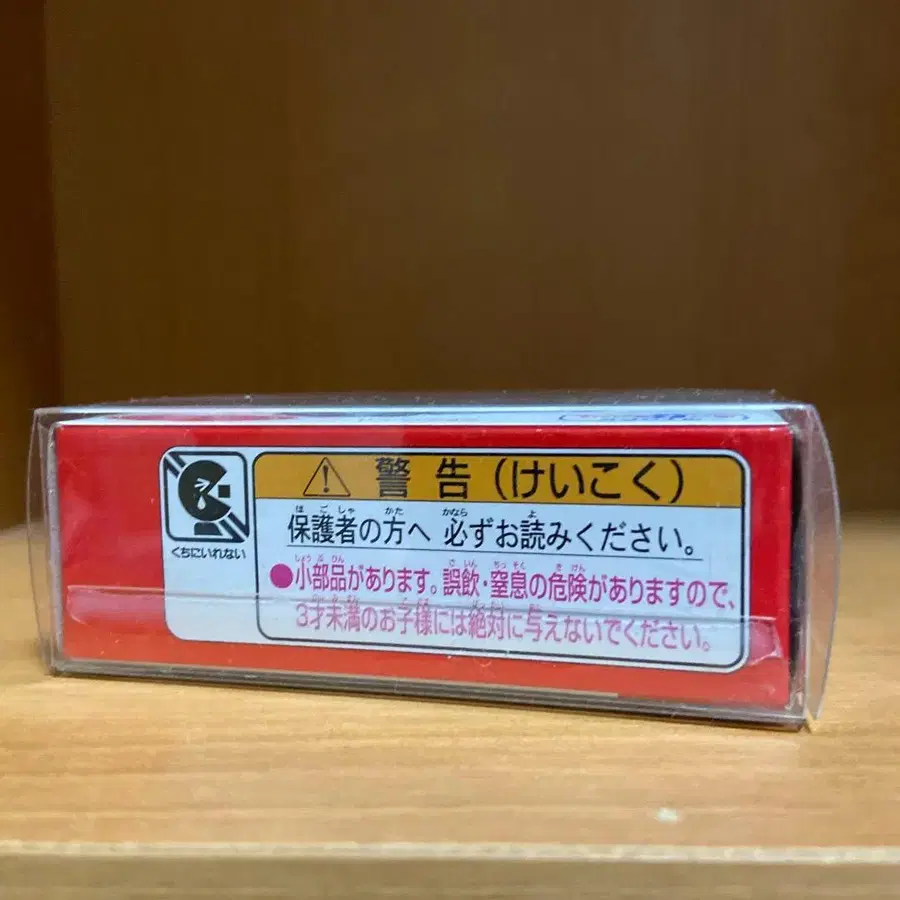 ⚠ 警告(けいこく)
くちにいれない
保護者の方へ 必ずお読みください。
●小部品があります。誤飲・窒息の危険がありますので、
3才未満のお子様には絶対に与えないでください。